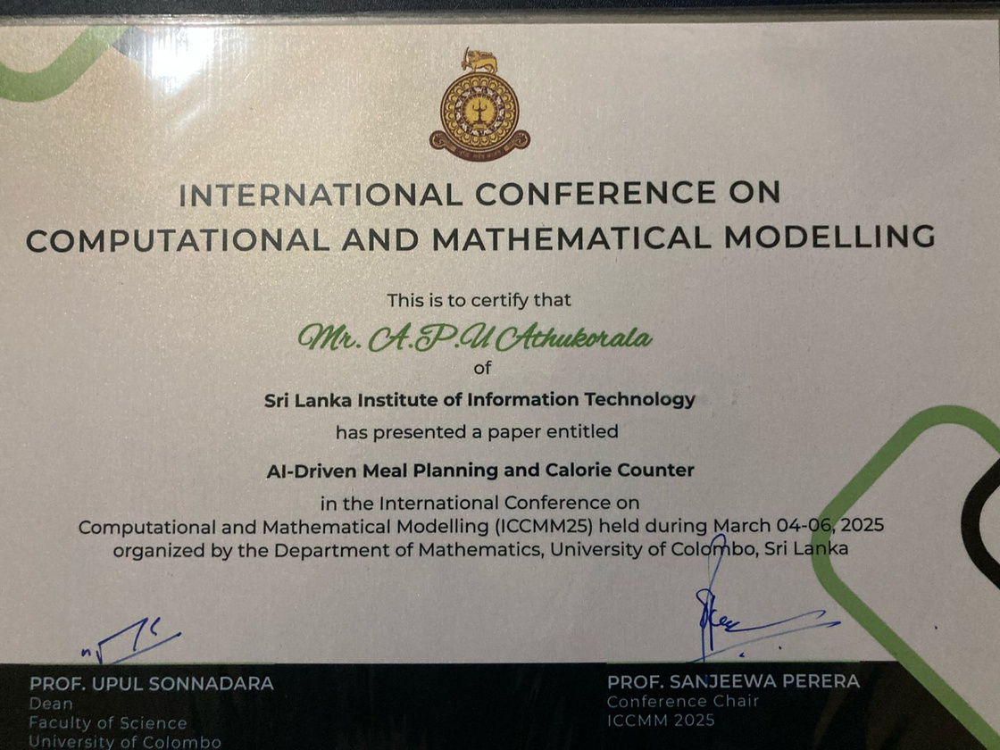 INTERNATIONAL CONFERENCE ON
COMPUTATIONAL AND MATHEMATICAL MODELLING
This is to certify that
Mr. A.P.U Athukorala
of
Sri Lanka Institute of Information Technology
has presented a paper entitled
AI-Driven Meal Planning and Calorie Counter
in the International Conference on
Computational and Mathematical Modelling (ICCMM25) held during March 04-06, 2025
organized by the Department of Mathematics, University of Colombo, Sri Lanka
PROF. UPUL SONNADARA
Dean
Faculty of Science
University of Colombo
PROF. SANJEEWA PERERA
Conference Chair
ICCMM 2025